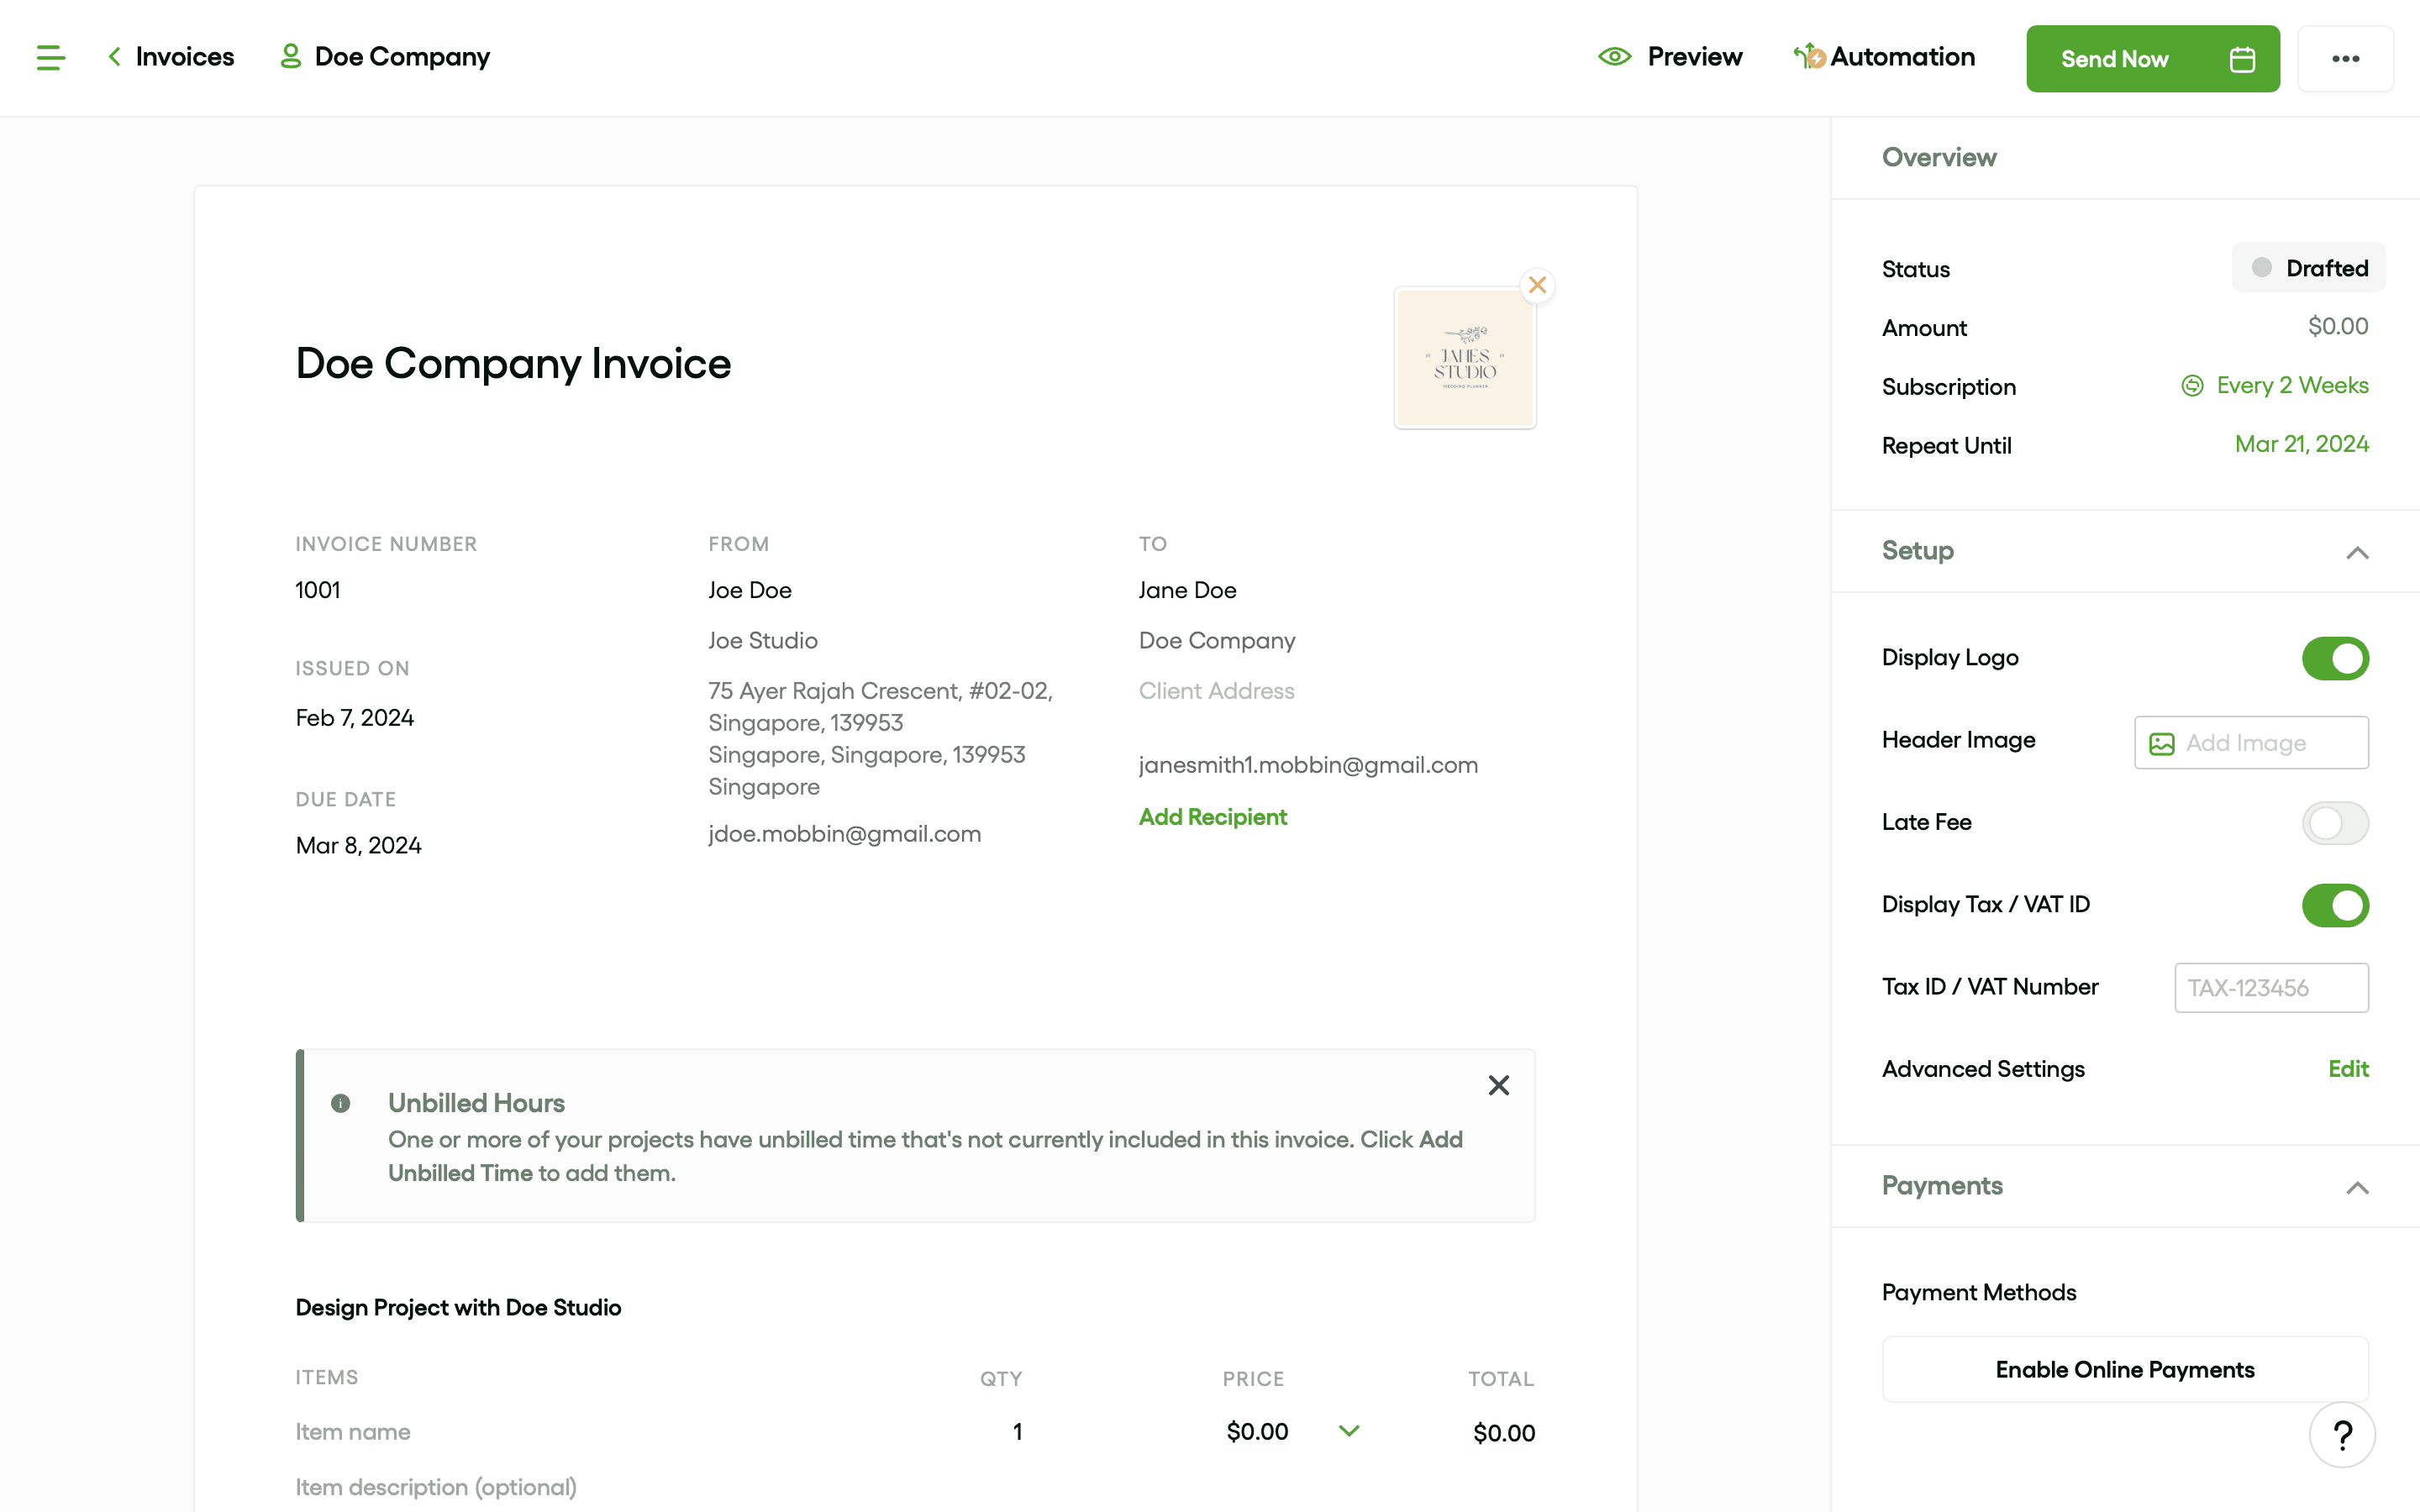 Invoices
Doe Company
Preview
Automation
Send Now
Doe Company Invoice
JANES
STUDIO
WEDDING PLANNER
INVOICE NUMBER
1001
ISSUED ON
Feb 7, 2024
DUE DATE
Mar 8, 2024
FROM
Joe Doe
Joe Studio
75 Ayer Rajah Crescent, #02-02,
Singapore, 139953
Singapore, Singapore, 139953
Singapore
jdoe.mobbin@gmail.com
TO
Jane Doe
Doe Company
Client Address
janesmith1.mobbin@gmail.com
Add Recipient
Unbilled Hours
One or more of your projects have unbilled time that's not currently included in this invoice. Click Add
Unbilled Time to add them.
Design Project with Doe Studio
ITEMS QTY PRICE TOTAL
Item name 1 $0.00 $0.00
Item description (optional)
Overview
Status Drafted
Amount $0.00
Subscription Every 2 Weeks
Repeat Until Mar 21, 2024
Setup
Display Logo
Header Image Add Image
Late Fee
Display Tax / VAT ID
Tax ID / VAT Number TAX-123456
Advanced Settings Edit
Payments
Payment Methods
Enable Online Payments
?